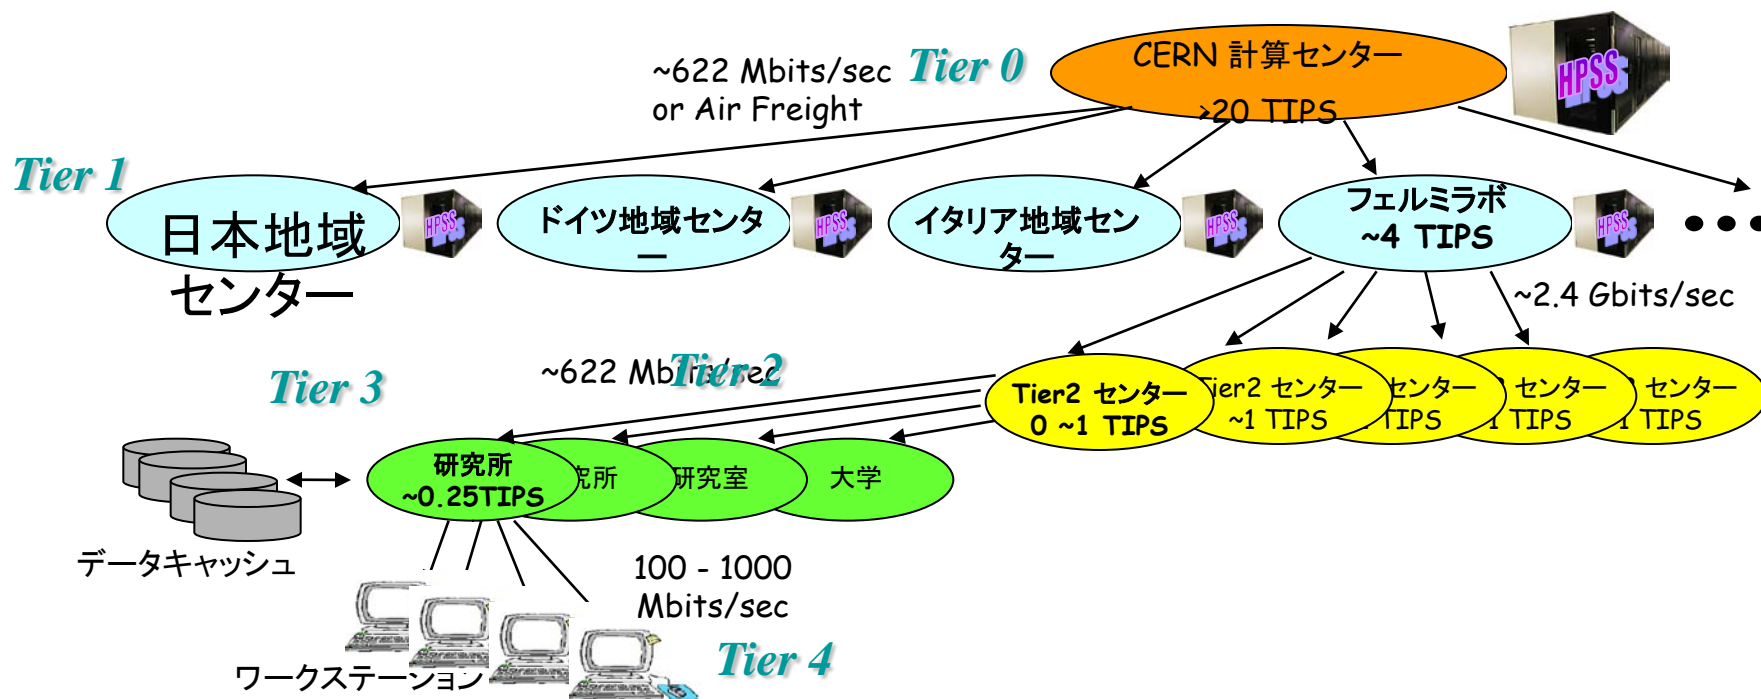 CERN 計算センター
>20 TIPS
HPSS
~622 Mbits/sec
or Air Freight
Tier 0
Tier 1
日本地域
センター
HPSS
ドイツ地域センタ
ー
HPSS
イタリア地域セン
ター
HPSS
フェルミラボ
~4 TIPS
HPSS
•••
~2.4 Gbits/sec
~622 Mbits/sec
Tier 2
Tier2 センター
0 ~1 TIPS
Tier2 センター
~1 TIPS
センター
TIPS
センター
TIPS
センター
TIPS
Tier 3
研究所
~0.25TIPS
究所
研究室
大学
データキャッシュ
100 - 1000
Mbits/sec
ワークステーション
Tier 4